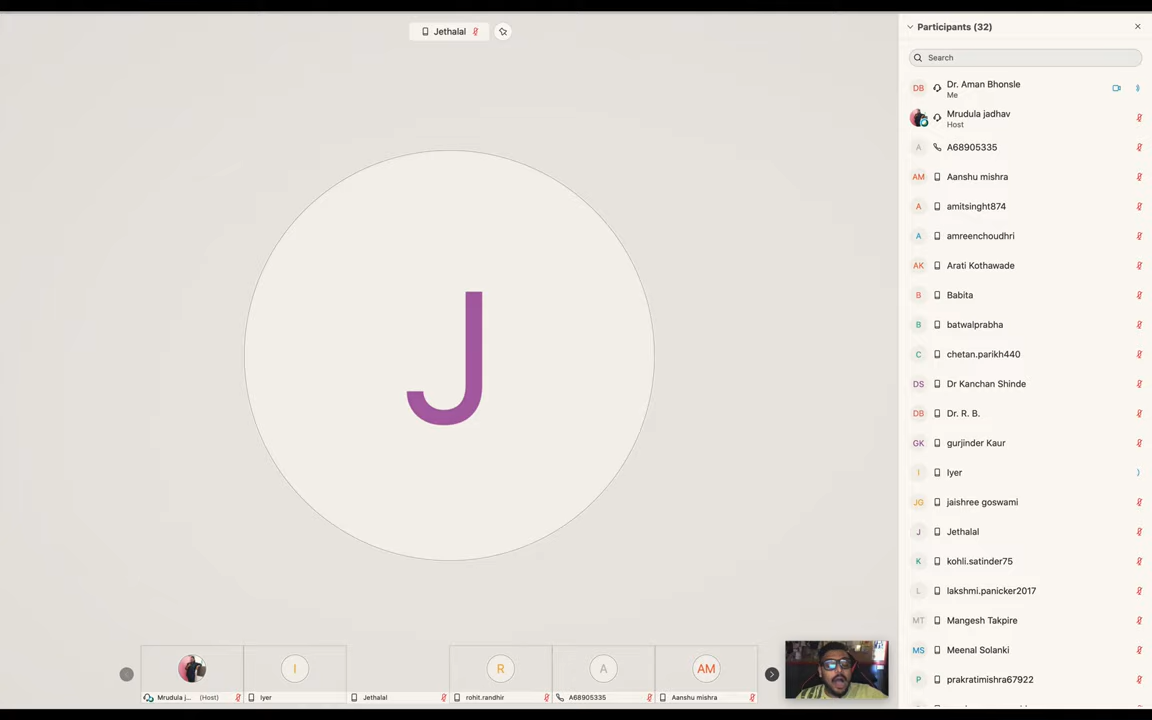 Jethalal
J
Participants (32)
Search
DB Dr. Aman Bhonsle
Me
Mrudula jadhav
Host
A A68905335
AM Aanshu mishra
A amitsinght874
A amreenchoudhri
AK Arati Kothawade
B Babita
B batwalprabha
C chetan.parikh440
DS Dr Kanchan Shinde
DB Dr. R. B.
GK gurjinder Kaur
I Iyer
JG jaishree goswami
J Jethalal
K kohli.satinder75
L lakshmi.panicker2017
MT Mangesh Takpire
MS Meenal Solanki
P prakratimishra67922
I
R
A
AM
Mrudula j... (Host)
Iyer
Jethalal
rohit.randhir
A68905335
Aanshu mishra